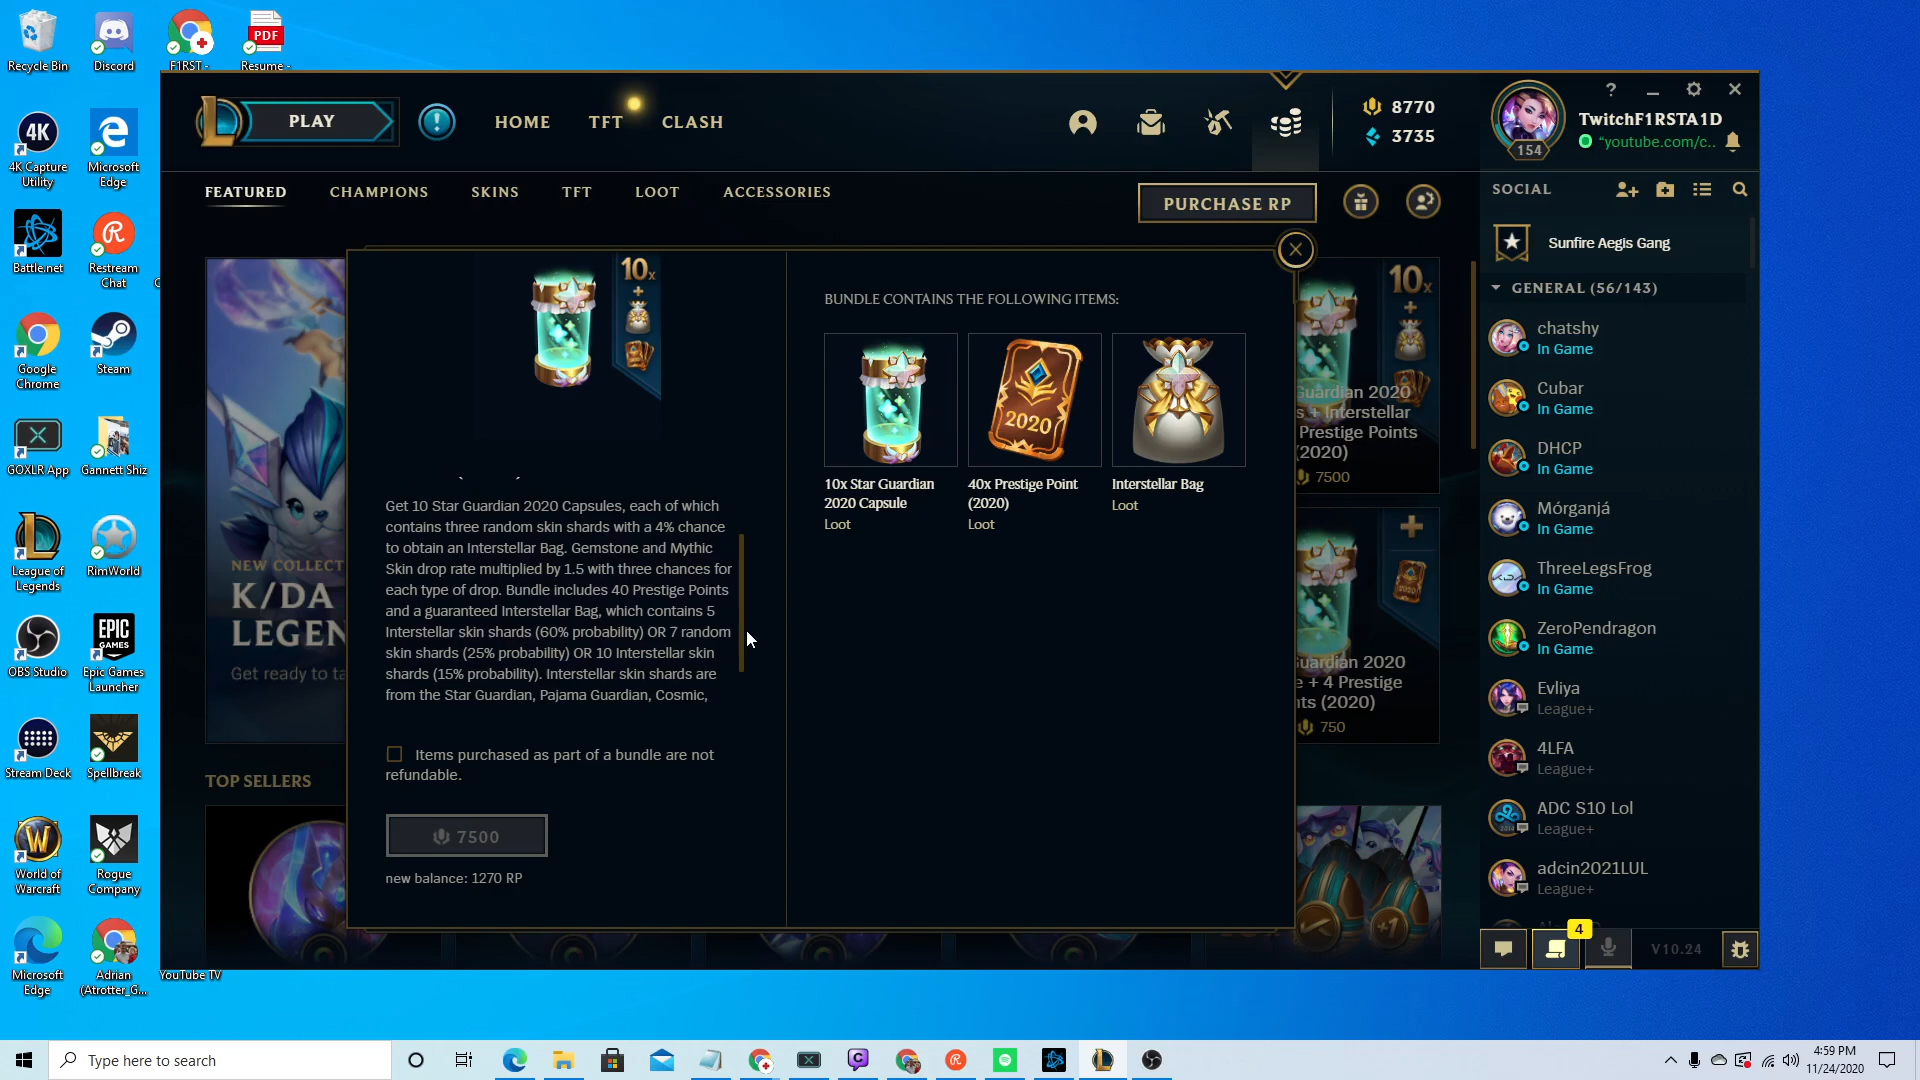 Recycle Bin
Discord
F1RST -
Resume -
PDF
4K
4K Capture
Utility
Microsoft
Edge
Battle.net
Restream
Chat
Google
Chrome
Steam
GOXLR App
Gannett Shiz
League of
Legends
RimWorld
OBS Studio
EPIC
GAMES
Epic Games
Launcher
Stream Deck
Spellbreak
World of
Warcraft
Rogue
Company
Microsoft
Edge
Adrian
(Atrotter_G...
YouTube TV
PLAY
HOME
TFT
CLASH
8770
3735
FEATURED
CHAMPIONS
SKINS
TFT
LOOT
ACCESSORIES
PURCHASE RP
NEW COLLECT
K/DA
LEGEN
Get ready to ta
TOP SELLERS
10x
+
Get 10 Star Guardian 2020 Capsules, each of which
contains three random skin shards with a 4% chance
to obtain an Interstellar Bag. Gemstone and Mythic
Skin drop rate multiplied by 1.5 with three chances for
each type of drop. Bundle includes 40 Prestige Points
and a guaranteed Interstellar Bag, which contains 5
Interstellar skin shards (60% probability) OR 7 random
skin shards (25% probability) OR 10 Interstellar skin
shards (15% probability). Interstellar skin shards are
from the Star Guardian, Pajama Guardian, Cosmic,
Items purchased as part of a bundle are not
refundable.
7500
new balance: 1270 RP
BUNDLE CONTAINS THE FOLLOWING ITEMS:
2020
10x Star Guardian
2020 Capsule
Loot
40x Prestige Point
(2020)
Loot
Interstellar Bag
Loot
10x
+
Guardian 2020
s + Interstellar
Prestige Points
(2020)
7500
+
Guardian 2020
e + 4 Prestige
nts (2020)
750
+1
?
154
TwitchF1RSTA1D
"youtube.com/c..
SOCIAL
Sunfire Aegis Gang
GENERAL (56/143)
chatshy
In Game
Cubar
In Game
DHCP
In Game
Mórganjá
In Game
ThreeLegsFrog
In Game
ZeroPendragon
In Game
Evliya
League+
4LFA
League+
ADC S10 Lol
League+
adcin2021LUL
League+
4
V10.24
Type here to search
4:59 PM
11/24/2020